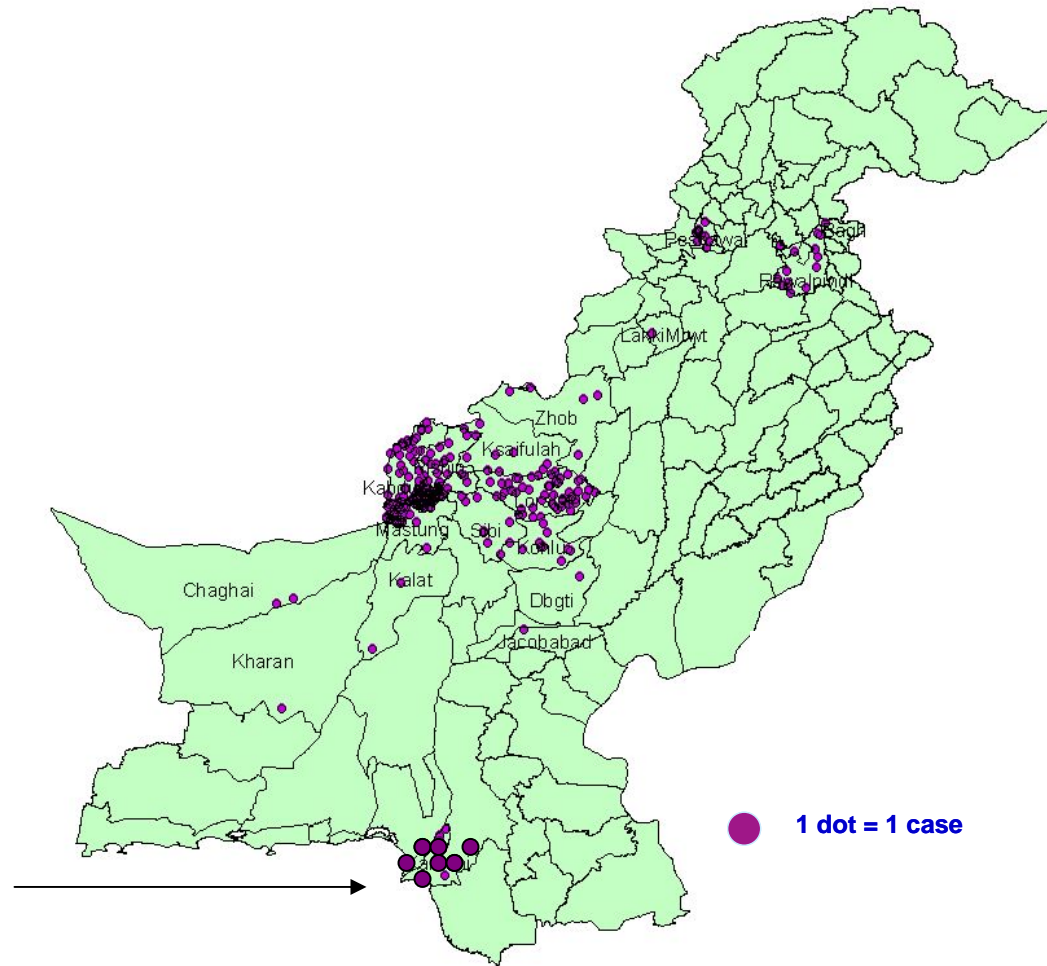 Bagh
Peshawar
Rawalpindi
LakkiMrwt
Zhob
Ksaifulah
Mastung
Sibi
Kohlu
Kalat
Chaghai
Dbgti
Jacobabad
Kharan
1 dot = 1 case